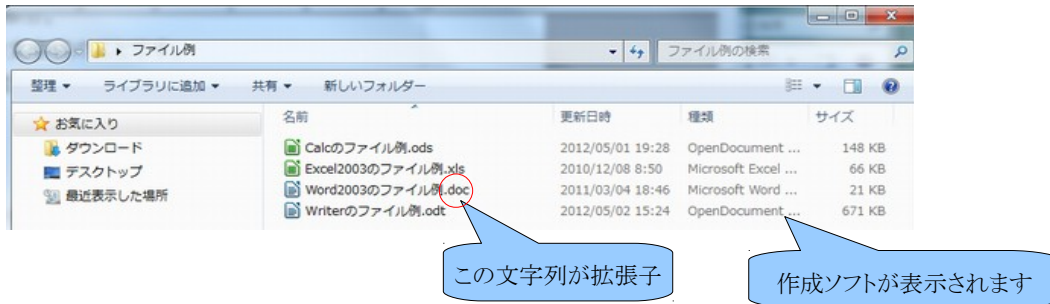 ファイル例
ファイル例の検索
整理 ライブラリに追加 共有 新しいフォルダー
お気に入り
ダウンロード
デスクトップ
最近表示した場所
名前 更新日時 種類 サイズ
Calcのファイル例.ods 2012/05/01 19:28 OpenDocument ... 148 KB
Excel2003のファイル例.xls 2010/12/08 8:50 Microsoft Excel ... 66 KB
Word2003のファイル例.doc 2011/03/04 18:46 Microsoft Word ... 21 KB
Writerのファイル例.odt 2012/05/02 15:24 OpenDocument ... 671 KB
この文字列が拡張子
作成ソフトが表示されます